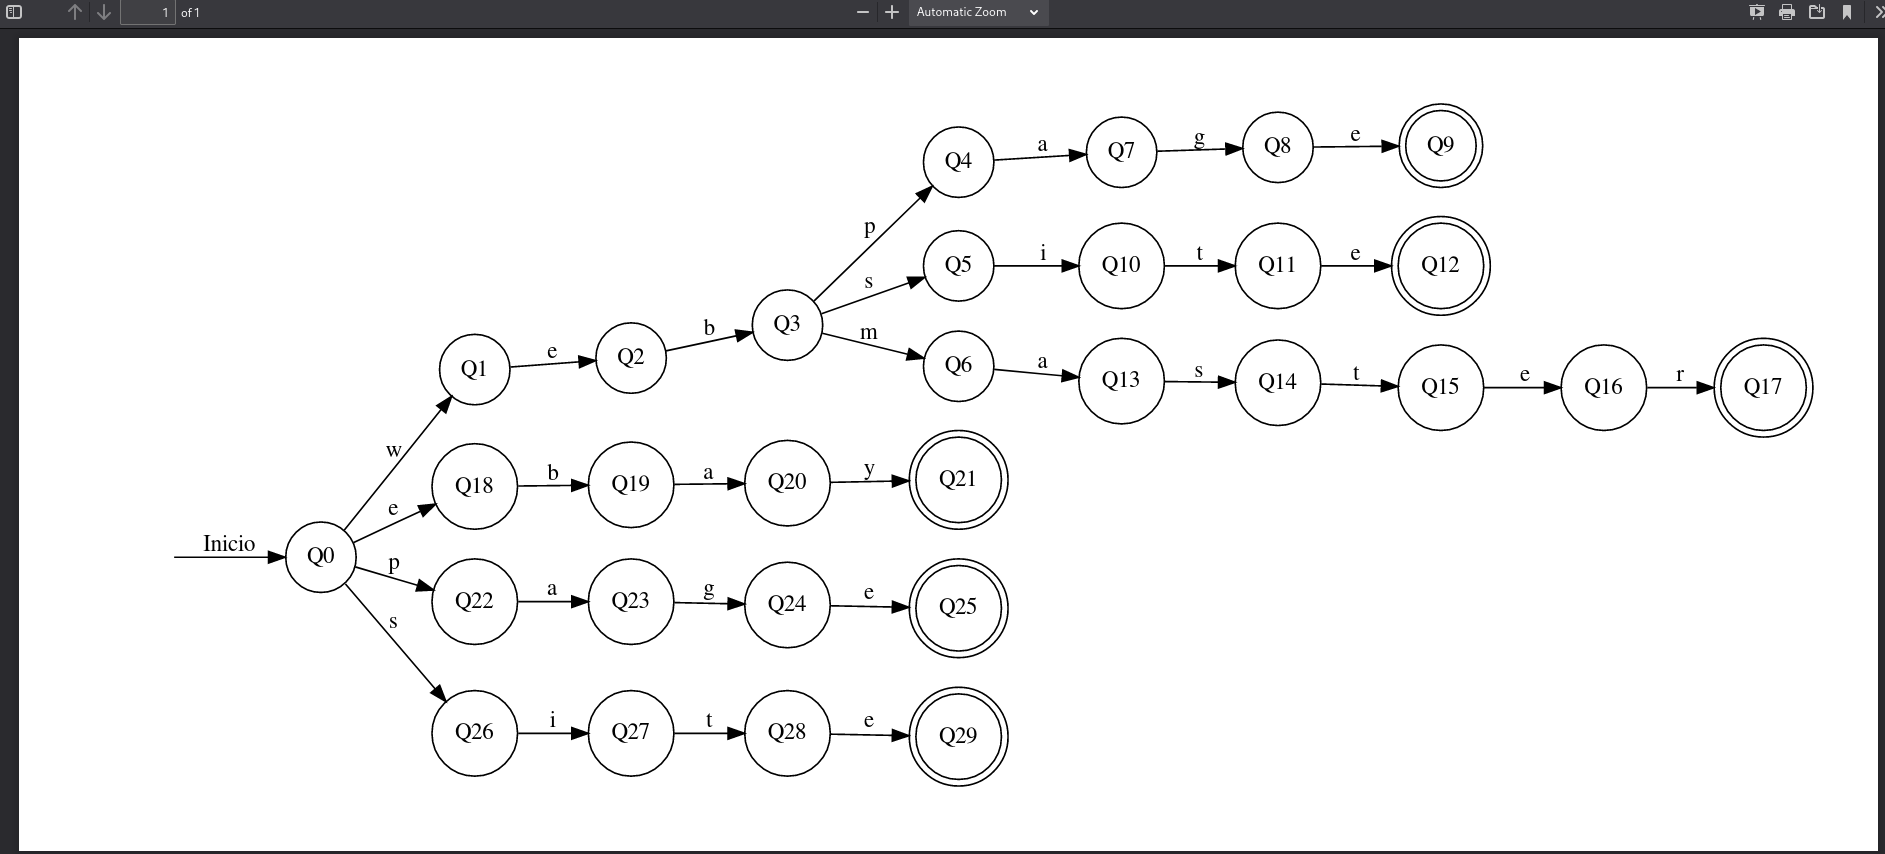 1 of 1 Automatic Zoom
Q4 a Q7 g Q8 e Q9
p
Q5 i Q10 t Q11 e Q12
s
Q3
m
Q6 a Q13 s Q14 t Q15 e Q16 r Q17
b
Q1 e Q2
w
Q18 b Q19 a Q20 y Q21
e
Inicio Q0
p
Q22 a Q23 g Q24 e Q25
s
Q26 i Q27 t Q28 e Q29